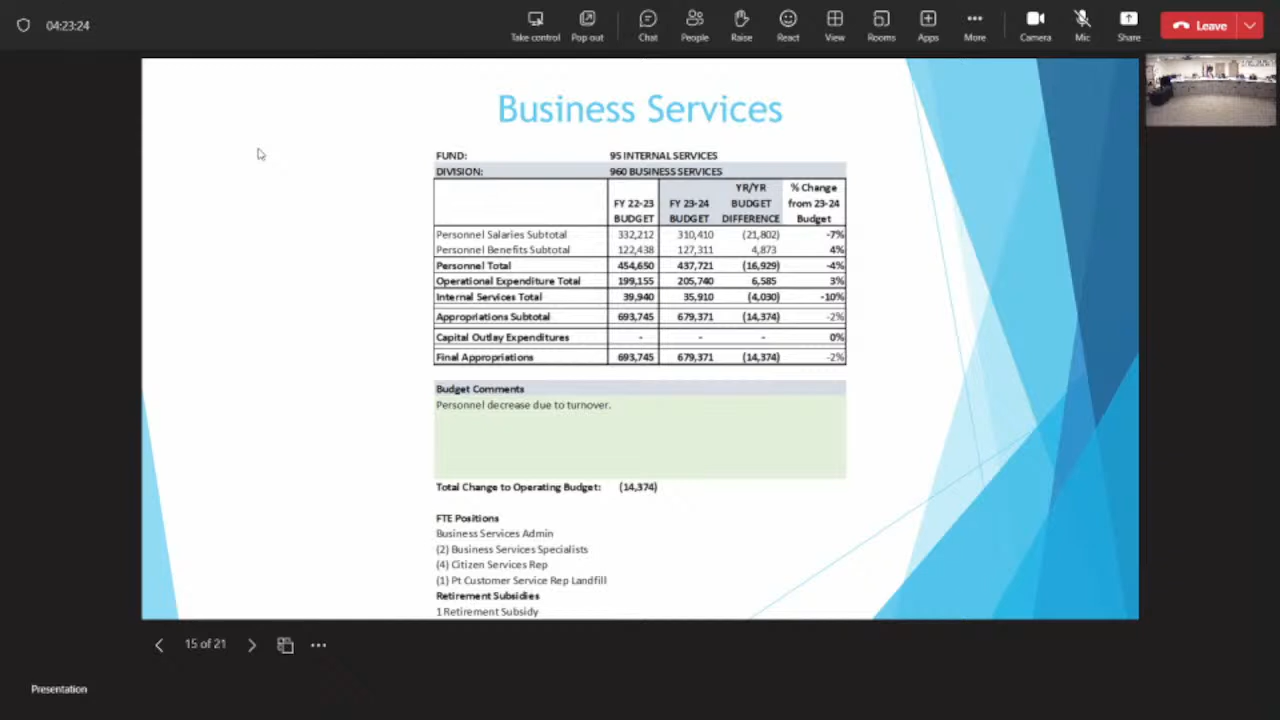 04:23:24
Take control Pop out Chat People Raise React View Rooms Apps More Camera Mic Share Leave
Business Services
FUND: 95 INTERNAL SERVICES
DIVISION: 960 BUSINESS SERVICES
FY 22-23 BUDGET FY 23-24 BUDGET YR/YR BUDGET DIFFERENCE % Change from 23-24 Budget
Personnel Salaries Subtotal 332,212 310,410 (21,802) -7%
Personnel Benefits Subtotal 122,438 127,311 4,873 4%
Personnel Total 454,650 437,721 (16,929) -4%
Operational Expenditure Total 199,155 205,740 6,585 3%
Internal Services Total 39,940 35,910 (4,030) -10%
Appropriations Subtotal 693,745 679,371 (14,374) -2%
Capital Outlay Expenditures - - - 0%
Final Appropriations 693,745 679,371 (14,374) -2%
Budget Comments
Personnel decrease due to turnover.
Total Change to Operating Budget: (14,374)
FTE Positions
Business Services Admin
(2) Business Services Specialists
(4) Citizen Services Rep
(1) Pt Customer Service Rep Landfill
Retirement Subsidies
1 Retirement Subsidy
15 of 21
Presentation